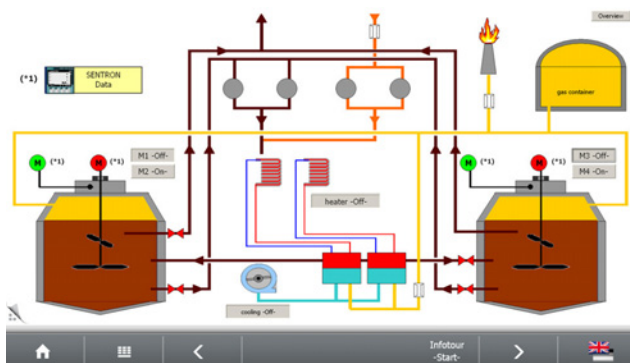 Overview
(*1)
SENTRON
Data
gas container
M
(*1)
M
(*1)
M1 -Off-
M2 -On-
M
(*1)
M
(*1)
M3 -Off-
M4 -On-
heater -Off-
cooling -Off-
Infotour
-Start-